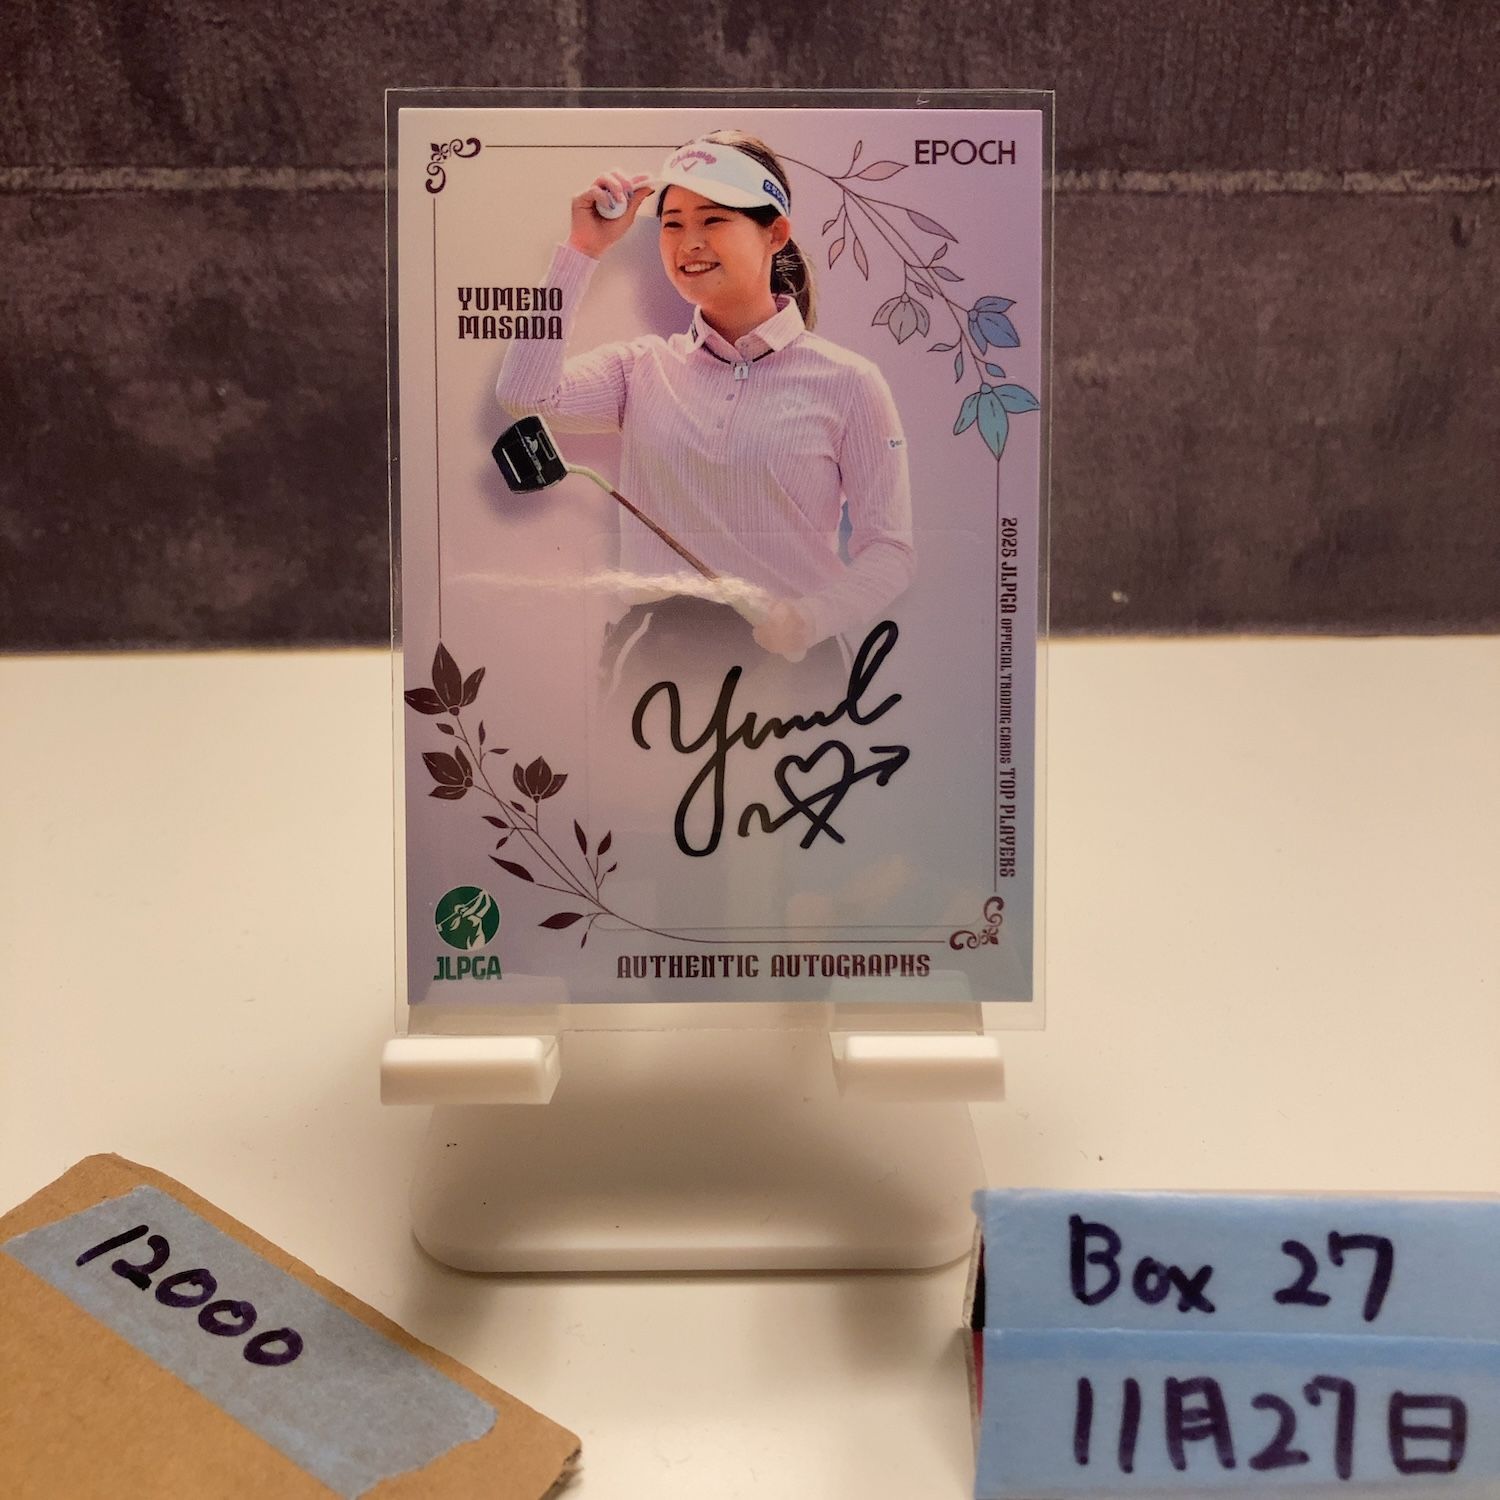 EPOCH
Callaway
YUMENO
MASADA
2025 JLPGA OFFICIAL TRADING CARDS TOP PLAYERS
JLPGA
AUTHENTIC AUTOGRAPHS
12000
Box 27
11月27日